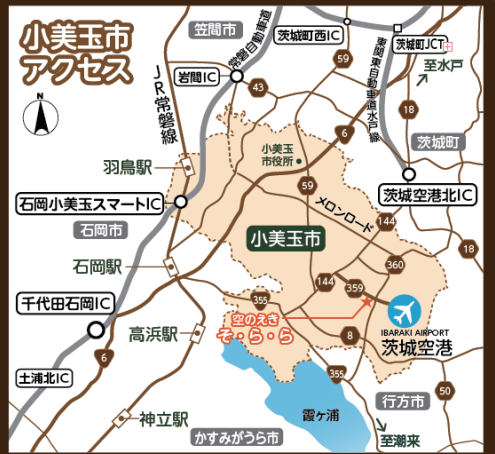 小美玉市
アクセス
N
笠間市
常磐自動車道
茨城町西IC
茨城町JCT
東関東自動車道水戸線
至水戸
岩間IC
59
43
JR常磐線
6
18
茨城町
小美玉
市役所
羽鳥駅
59
茨城空港北IC
石岡小美玉スマートIC
メロンロード
144
石岡市
小美玉市
18
石岡駅
360
144
359
355
千代田石岡IC
空のえき
そ・ら・ら
IBARAKI AIRPORT
茨城空港
高浜駅
8
6
土浦北IC
355
50
行方市
霞ヶ浦
神立駅
かすみがうら市
至潮来